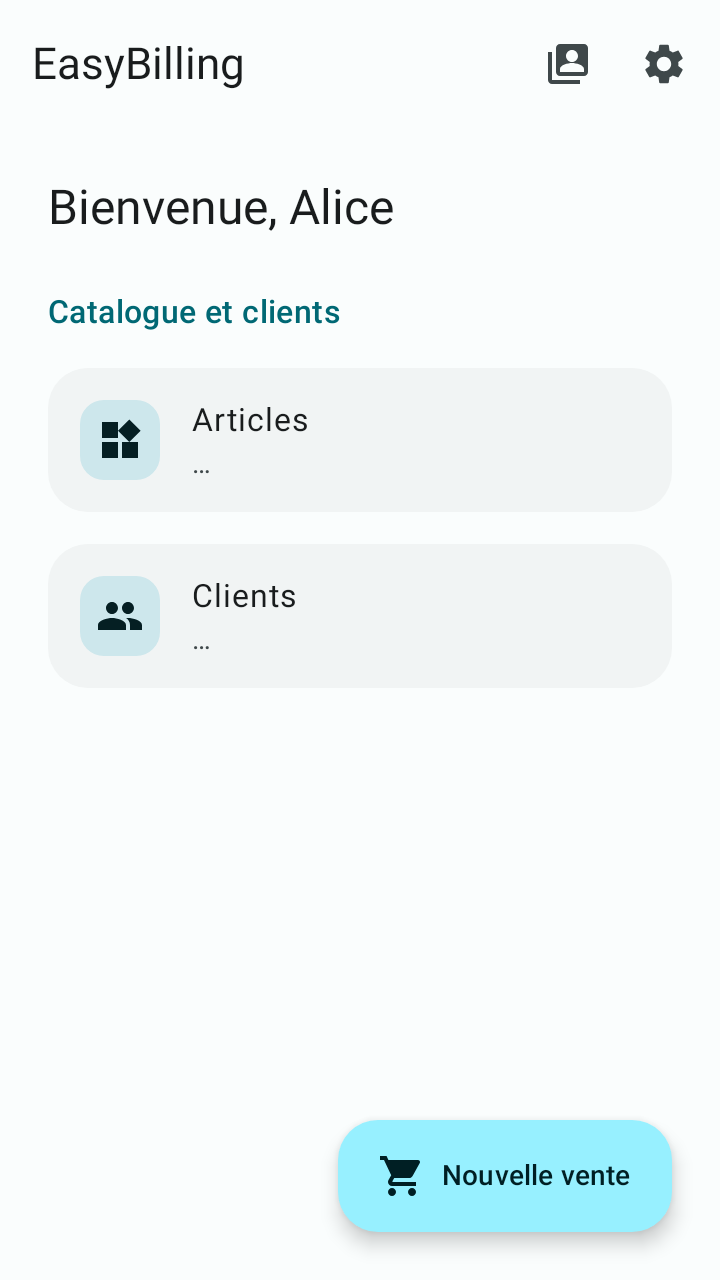 EasyBilling
Bienvenue, Alice
Catalogue et clients
Articles
…
Clients
…
Nouvelle vente